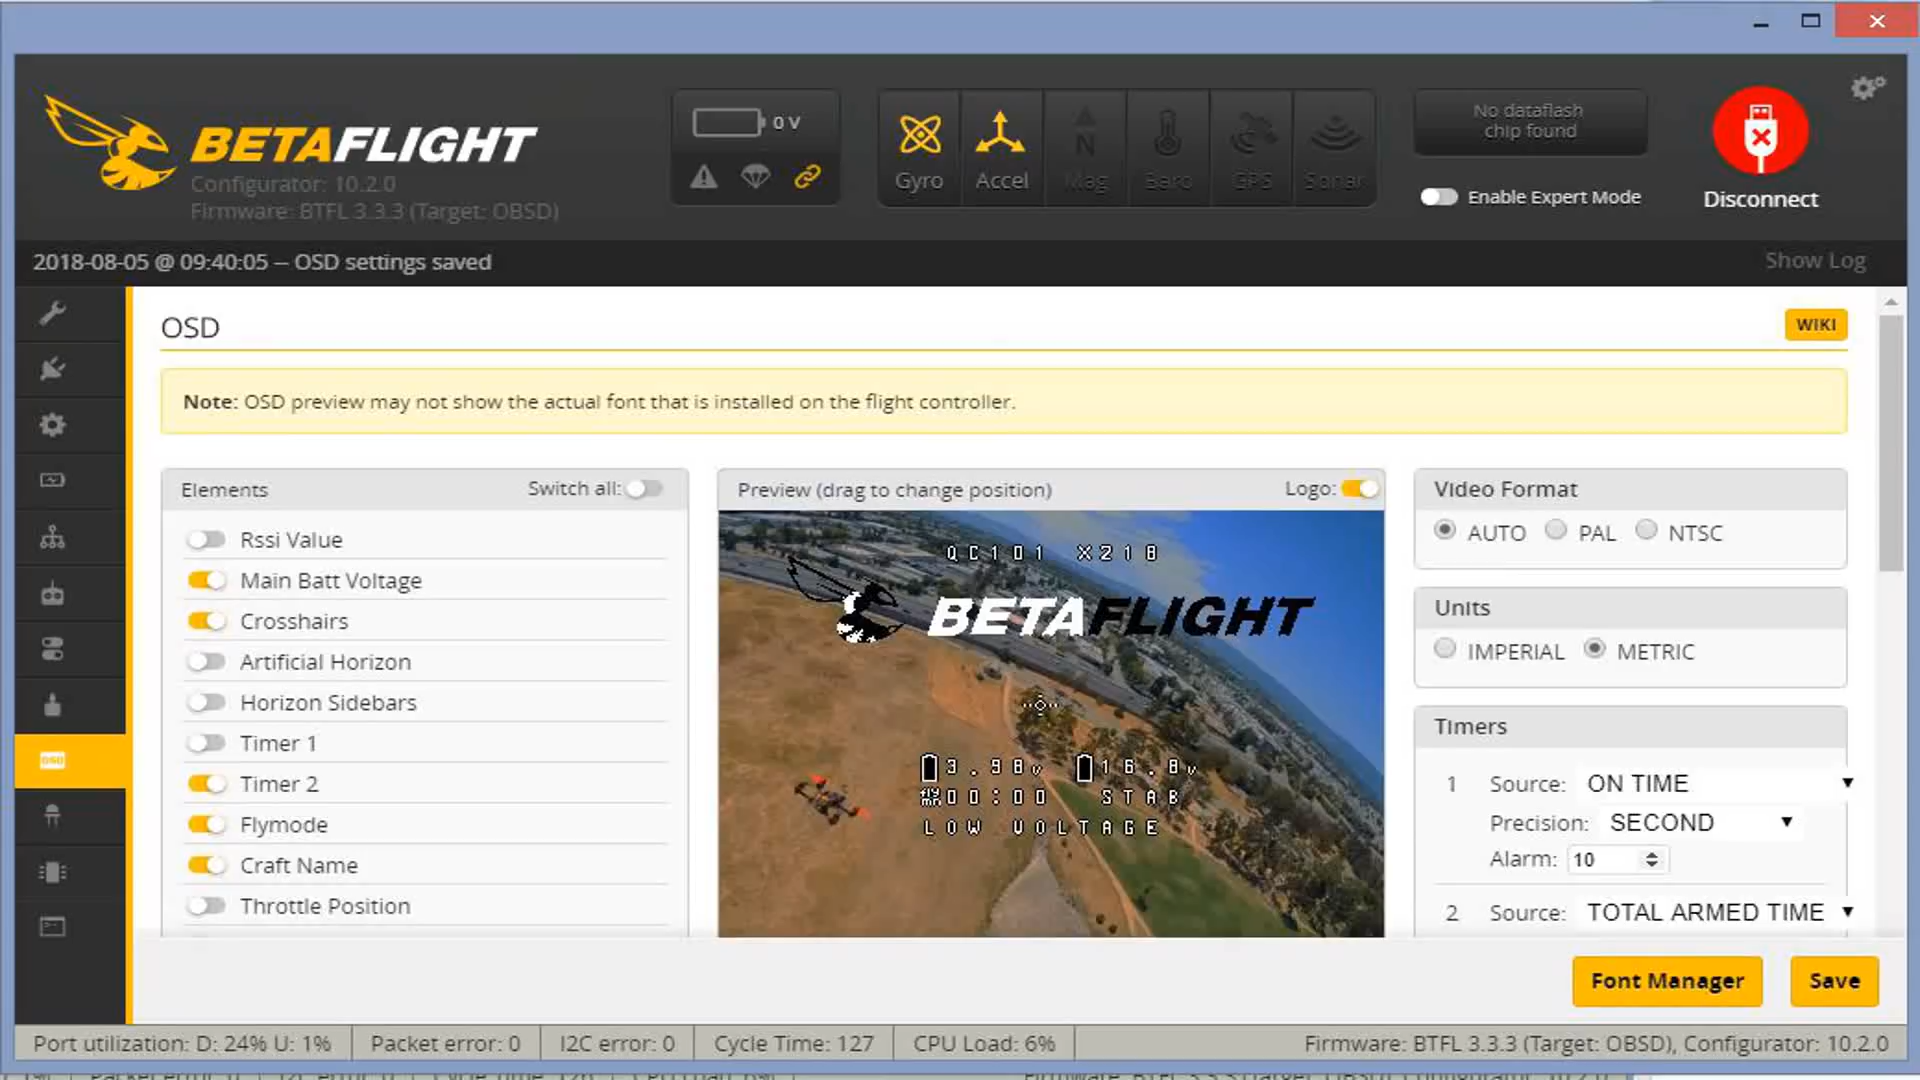 0 V
No dataflash
chip found
BETAFLIGHT
Gyro Accel Mag Baro GPS Sonar
Configurator: 10.2.0
Enable Expert Mode
Disconnect
Firmware: BTFL 3.3.3 (Target: OBSD)
2018-08-05 @ 09:40:05 -- OSD settings saved
Show Log
OSD
WIKI
Note: OSD preview may not show the actual font that is installed on the flight controller.
Elements
Switch all:
Rssi Value
Main Batt Voltage
Crosshairs
Artificial Horizon
Horizon Sidebars
Timer 1
Timer 2
Flymode
Craft Name
Throttle Position
Preview (drag to change position)
Logo:
QC101 X218
BETAFLIGHT
3.98v 16.8v
fly mn 00:00 STAB
LOW VOLTAGE
Video Format
AUTO PAL NTSC
Units
IMPERIAL METRIC
Timers
1 Source: ON TIME
Precision: SECOND
Alarm: 10
2 Source: TOTAL ARMED TIME
OSD
Font Manager
Save
Port utilization: D: 24% U: 1%
Packet error: 0
I2C error: 0
Cycle Time: 127
CPU Load: 6%
Firmware: BTFL 3.3.3 (Target: OBSD), Configurator: 10.2.0